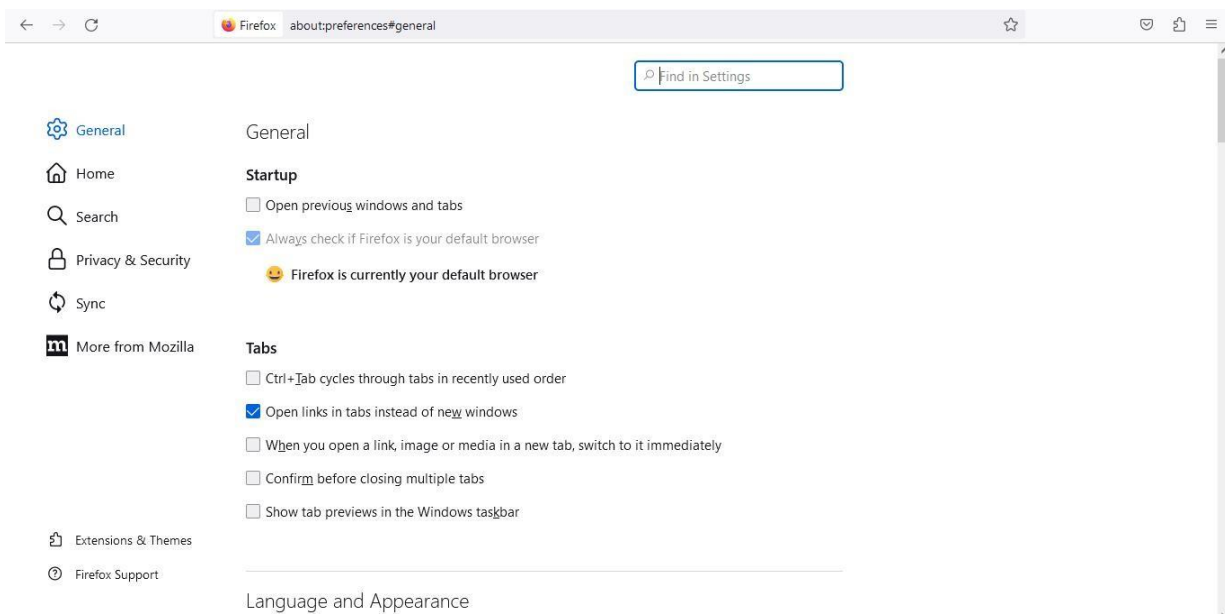 Firefox about:preferences#general
Find in Settings
General
Home
Search
Privacy & Security
Sync
More from Mozilla
Extensions & Themes
Firefox Support
General
Startup
Open previous windows and tabs
Always check if Firefox is your default browser
Firefox is currently your default browser
Tabs
Ctrl+Tab cycles through tabs in recently used order
Open links in tabs instead of new windows
When you open a link, image or media in a new tab, switch to it immediately
Confirm before closing multiple tabs
Show tab previews in the Windows taskbar
Language and Appearance